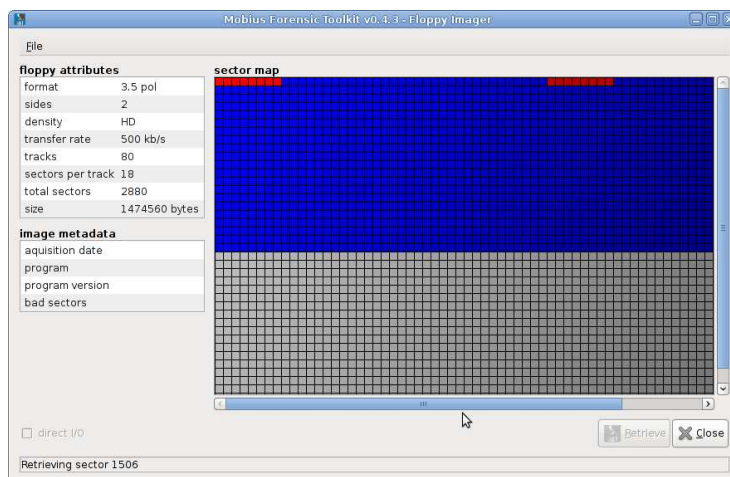 Mobius Forensic Toolkit v0.4.3 - Floppy Imager
File
floppy attributes
format 3.5 pol
sides 2
density HD
transfer rate 500 kb/s
tracks 80
sectors per track 18
total sectors 2880
size 1474560 bytes
image metadata
aquisition date
program
program version
bad sectors
sector map
direct I/O
Retrieve
Close
Retrieving sector 1506